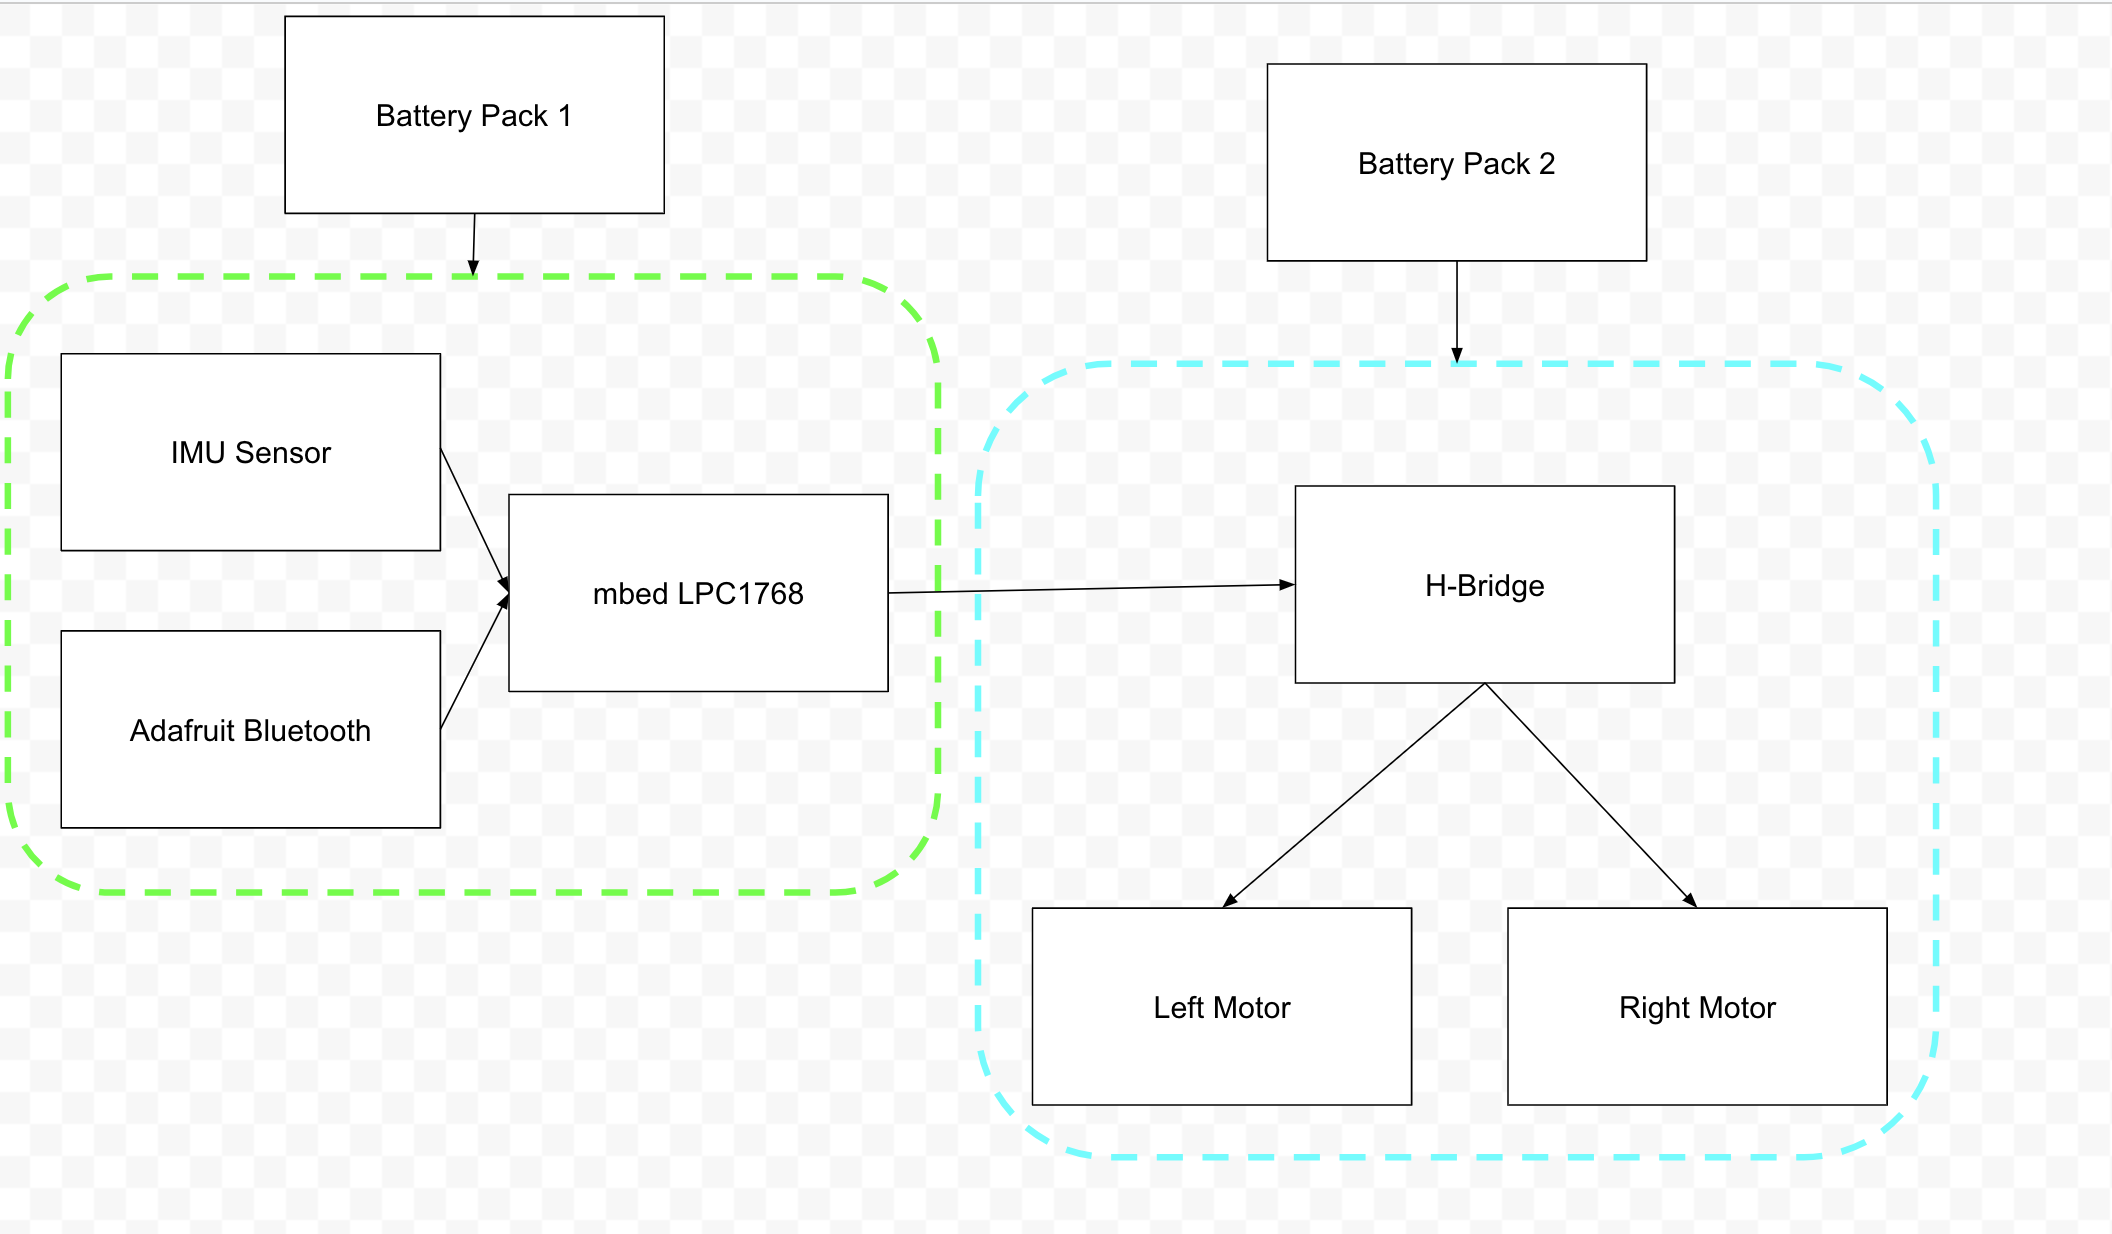 Battery Pack 1
Battery Pack 2
IMU Sensor
mbed LPC1768
H-Bridge
Adafruit Bluetooth
Left Motor
Right Motor